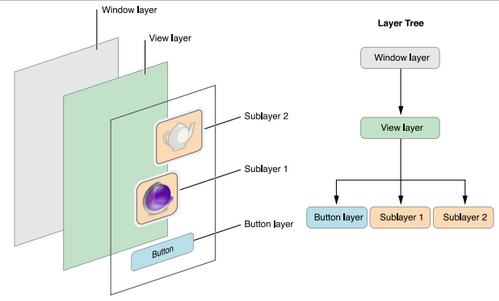 Window layer
View layer
Sublayer 2
Sublayer 1
Button layer
Button
Layer Tree
Window layer
View layer
Button layer
Sublayer 1
Sublayer 2